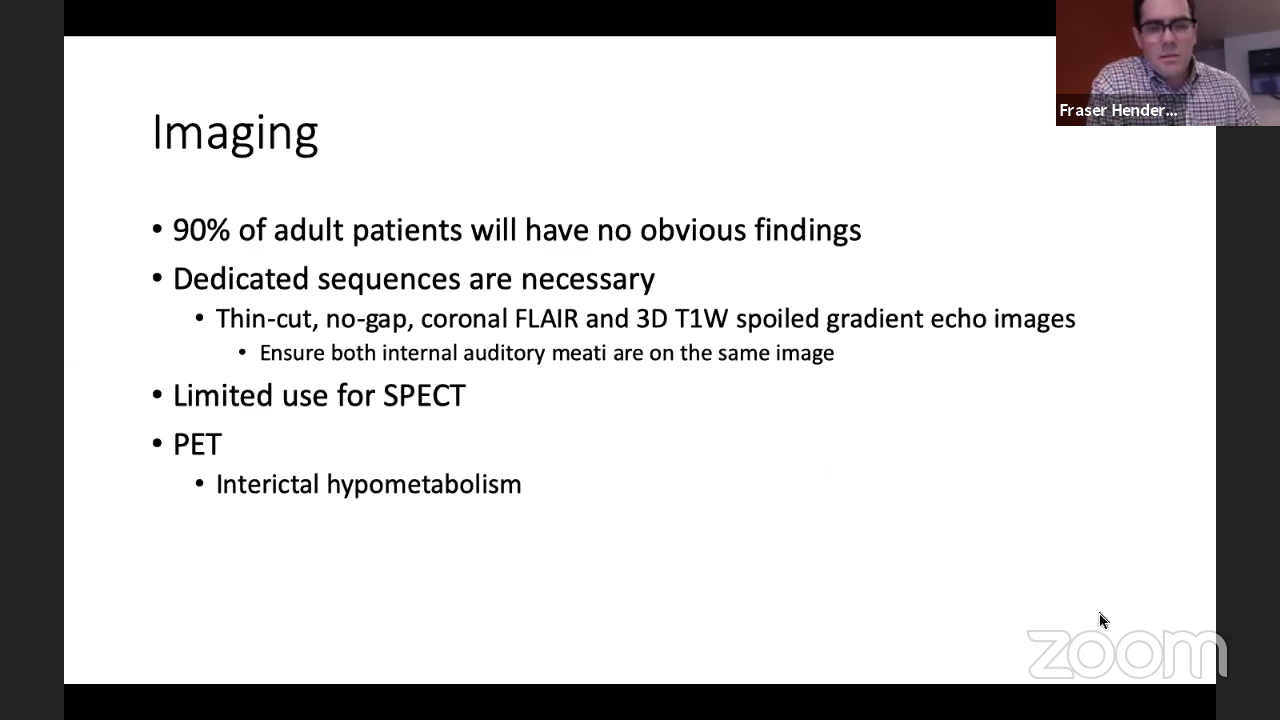 Fraser Hender...
Imaging
• 90% of adult patients will have no obvious findings
• Dedicated sequences are necessary
• Thin-cut, no-gap, coronal FLAIR and 3D T1W spoiled gradient echo images
• Ensure both internal auditory meati are on the same image
• Limited use for SPECT
• PET
• Interictal hypometabolism
zoom